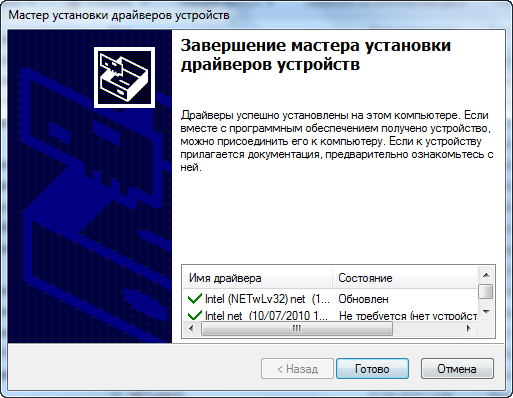 Мастер установки драйверов устройств
Завершение мастера установки
драйверов устройств
Драйверы успешно установлены на этом компьютере. Если
вместе с программным обеспечением получено устройство,
можно присоединить его к компьютеру. Если к устройству
прилагается документация, предварительно ознакомьтесь с
ней.
Имя драйвера Состояние
Intel (NETwLv32) net (1... Обновлен
Intel net (10/07/2010 1... Не требуется (нет устройст
< Назад Готово Отмена